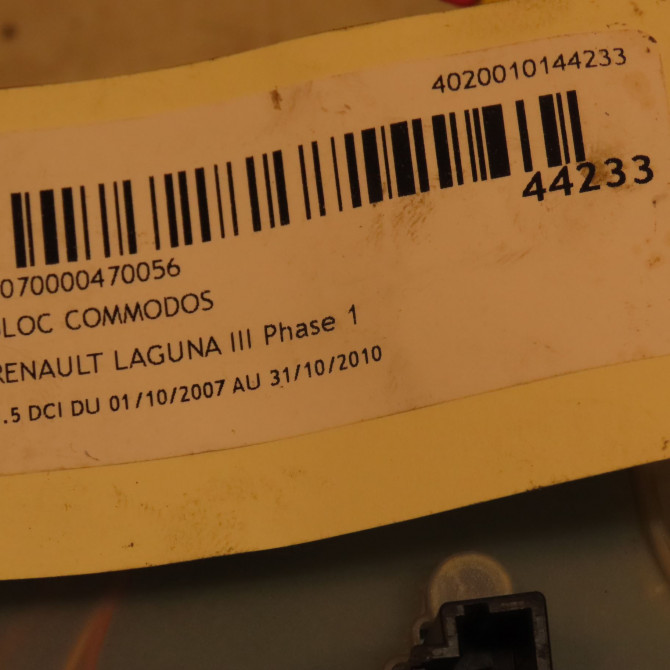 4020010144233
44233
070000470056
LOC COMMODOS
RENAULT LAGUNA III Phase 1
.5 DCI DU 01/10/2007 AU 31/10/2010